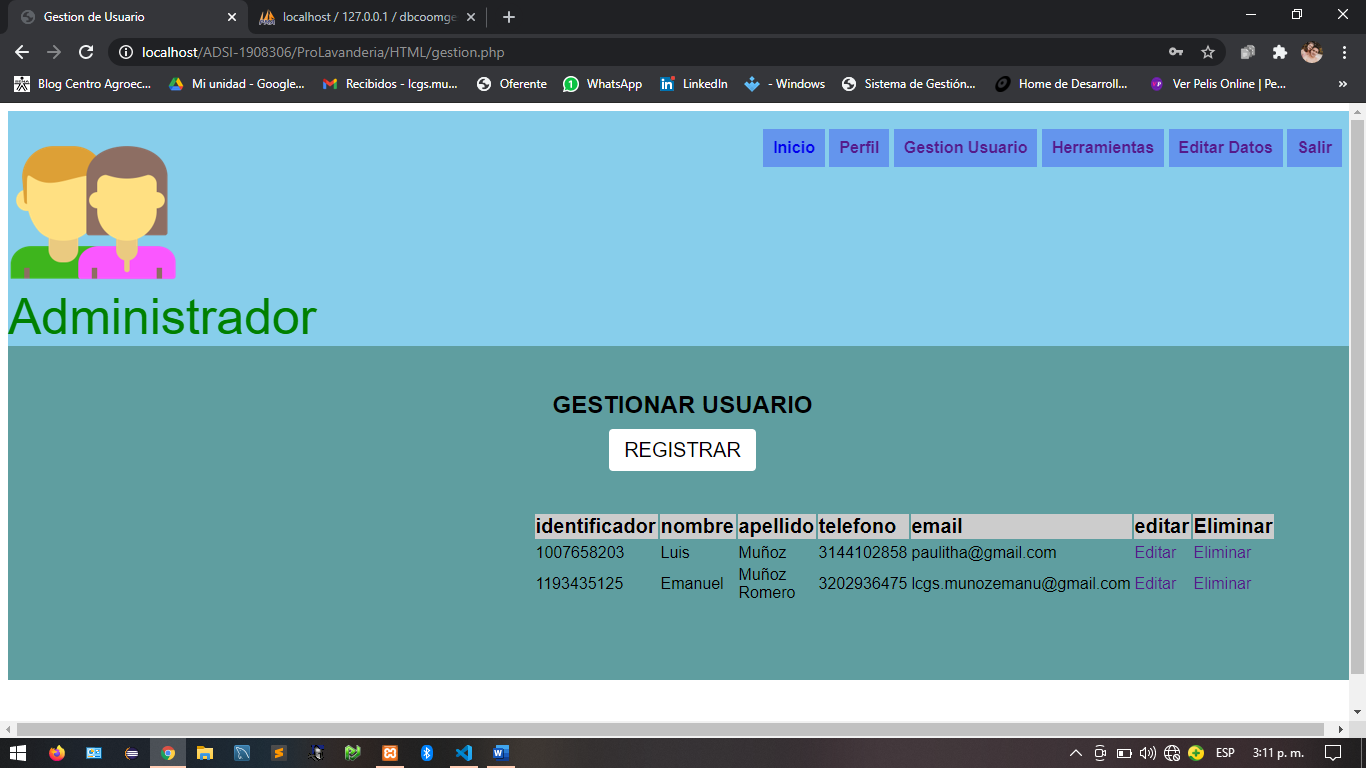 Gestion de Usuario
localhost / 127.0.0.1 / dbcoomge
localhost/ADSI-1908306/ProLavanderia/HTML/gestion.php
Blog Centro Agroec... Mi unidad - Google... Recibidos - lcgs.mu... Oferente WhatsApp LinkedIn - Windows Sistema de Gestión... Home de Desarroll... Ver Pelis Online | Pe... »
Inicio Perfil Gestion Usuario Herramientas Editar Datos Salir
Administrador
GESTIONAR USUARIO
REGISTRAR
identificador nombre apellido telefono email editar Eliminar
1007658203 Luis Muñoz 3144102858 paulitha@gmail.com Editar Eliminar
1193435125 Emanuel Muñoz Romero 3202936475 lcgs.munozemanu@gmail.com Editar Eliminar
ESP 3:11 p. m.